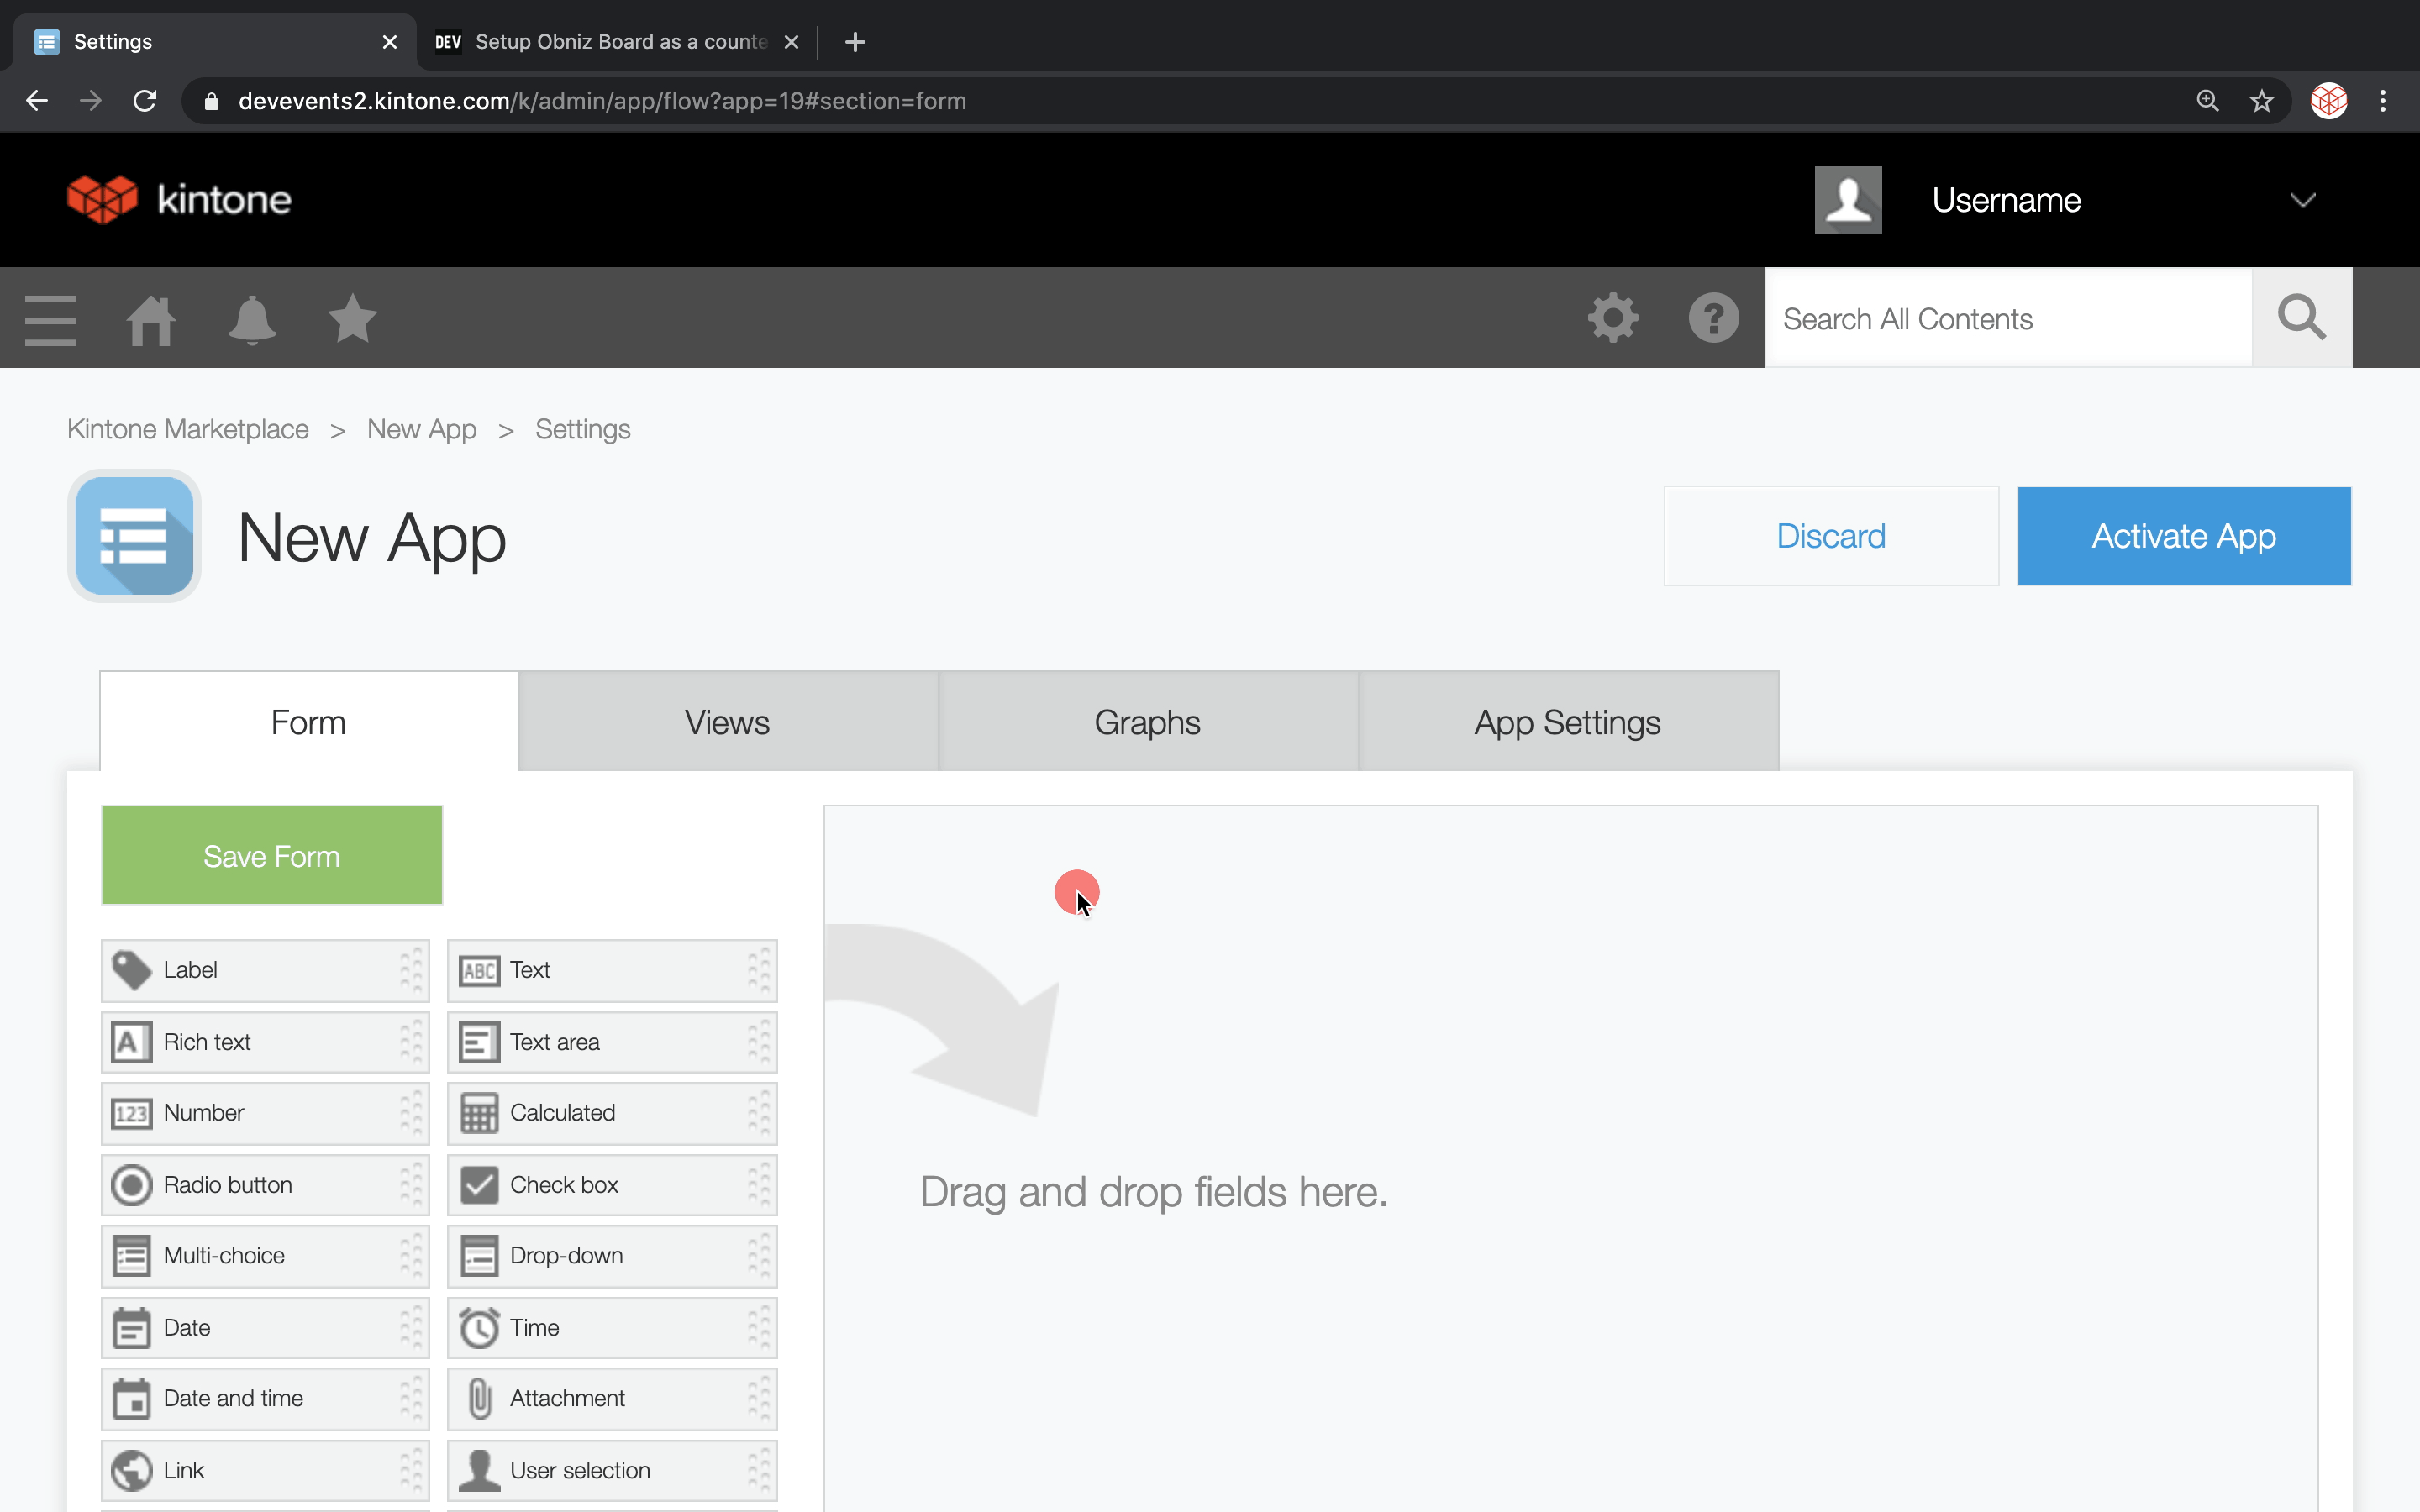 Settings
DEV Setup Obniz Board as a counte
devevents2.kintone.com/k/admin/app/flow?app=19#section=form
kintone
Username
? Search All Contents
Kintone Marketplace > New App > Settings
New App
Discard
Activate App
Form
Views
Graphs
App Settings
Save Form
Label
ABC Text
A Rich text
Text area
123 Number
Calculated
Radio button
Check box
Multi-choice
Drop-down
Date
Time
Date and time
Attachment
Link
User selection
Drag and drop fields here.